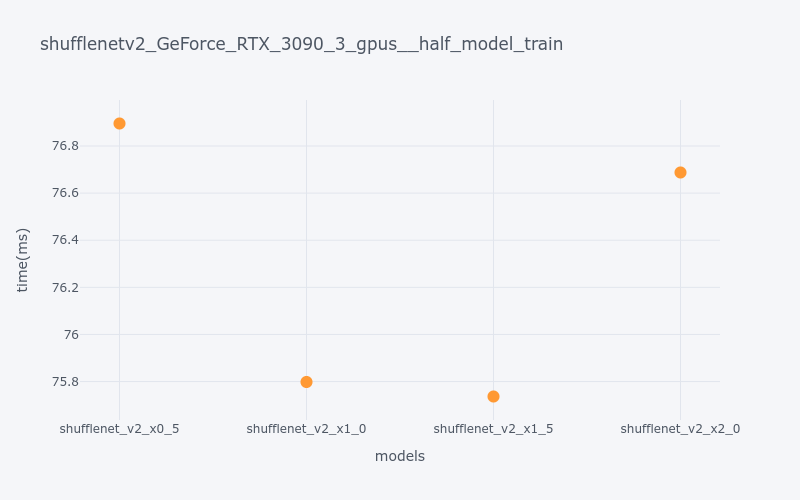 shufflenetv2_GeForce_RTX_3090_3_gpus__half_model_train
76.8
76.6
76.4
76.2
76
75.8
time(ms)
shufflenet_v2_x0_5
shufflenet_v2_x1_0
shufflenet_v2_x1_5
shufflenet_v2_x2_0
models